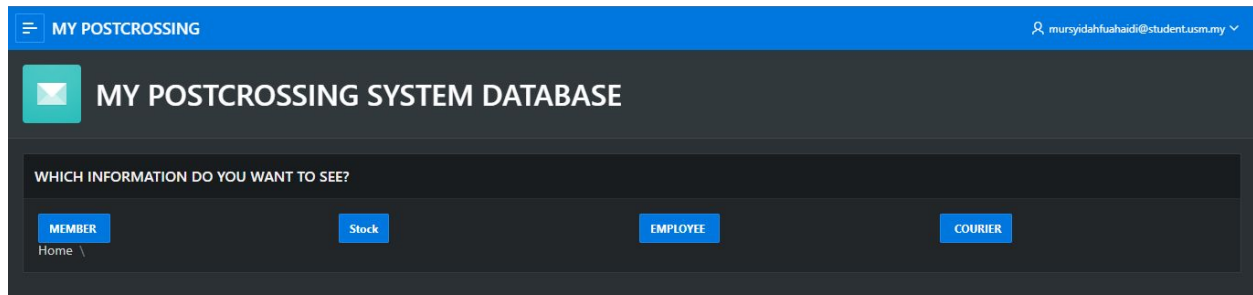 MY POSTCROSSING mursyidahfuahaidi@student.usm.my
MY POSTCROSSING SYSTEM DATABASE
WHICH INFORMATION DO YOU WANT TO SEE?
MEMBER Stock EMPLOYEE COURIER
Home \